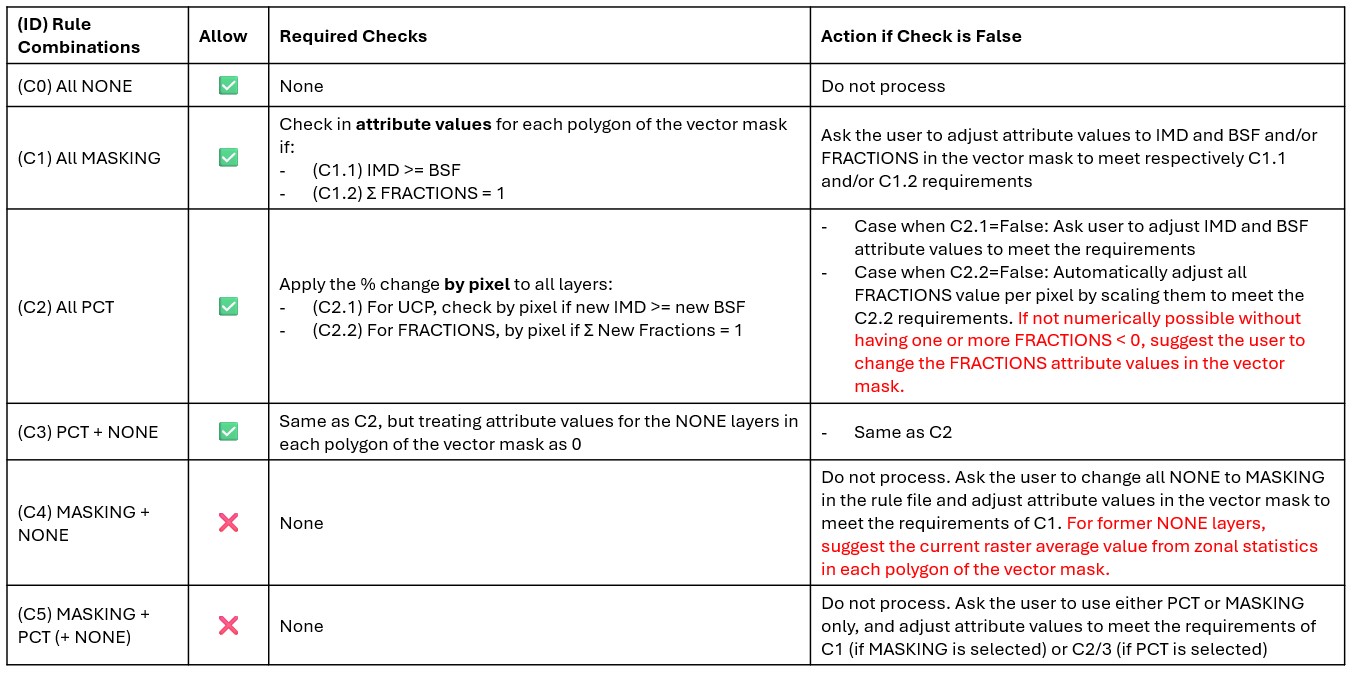 (ID) Rule
Combinations
Allow
Required Checks
Action if Check is False
(C0) All NONE
✅
None
Do not process
(C1) All MASKING
✅
Check in attribute values for each polygon of the vector mask
if:
- (C1.1) IMD >= BSF
- (C1.2) Σ FRACTIONS = 1
Ask the user to adjust attribute values to IMD and BSF and/or
FRACTIONS in the vector mask to meet respectively C1.1
and/or C1.2 requirements
(C2) All PCT
✅
Apply the % change by pixel to all layers:
- (C2.1) For UCP, check by pixel if new IMD >= new BSF
- (C2.2) For FRACTIONS, by pixel if Σ New Fractions = 1
- Case when C2.1=False: Ask user to adjust IMD and BSF
attribute values to meet the requirements
- Case when C2.2=False: Automatically adjust all
FRACTIONS value per pixel by scaling them to meet the
C2.2 requirements. If not numerically possible without
having one or more FRACTIONS < 0, suggest the user to
change the FRACTIONS attribute values in the vector
mask.
(C3) PCT + NONE
✅
Same as C2, but treating attribute values for the NONE layers in
each polygon of the vector mask as 0
- Same as C2
(C4) MASKING +
NONE
❌
None
Do not process. Ask the user to change all NONE to MASKING
in the rule file and adjust attribute values in the vector mask to
meet the requirements of C1. For former NONE layers,
suggest the current raster average value from zonal statistics
in each polygon of the vector mask.
(C5) MASKING +
PCT (+ NONE)
❌
None
Do not process. Ask the user to use either PCT or MASKING
only, and adjust attribute values to meet the requirements of
C1 (if MASKING is selected) or C2/3 (if PCT is selected)